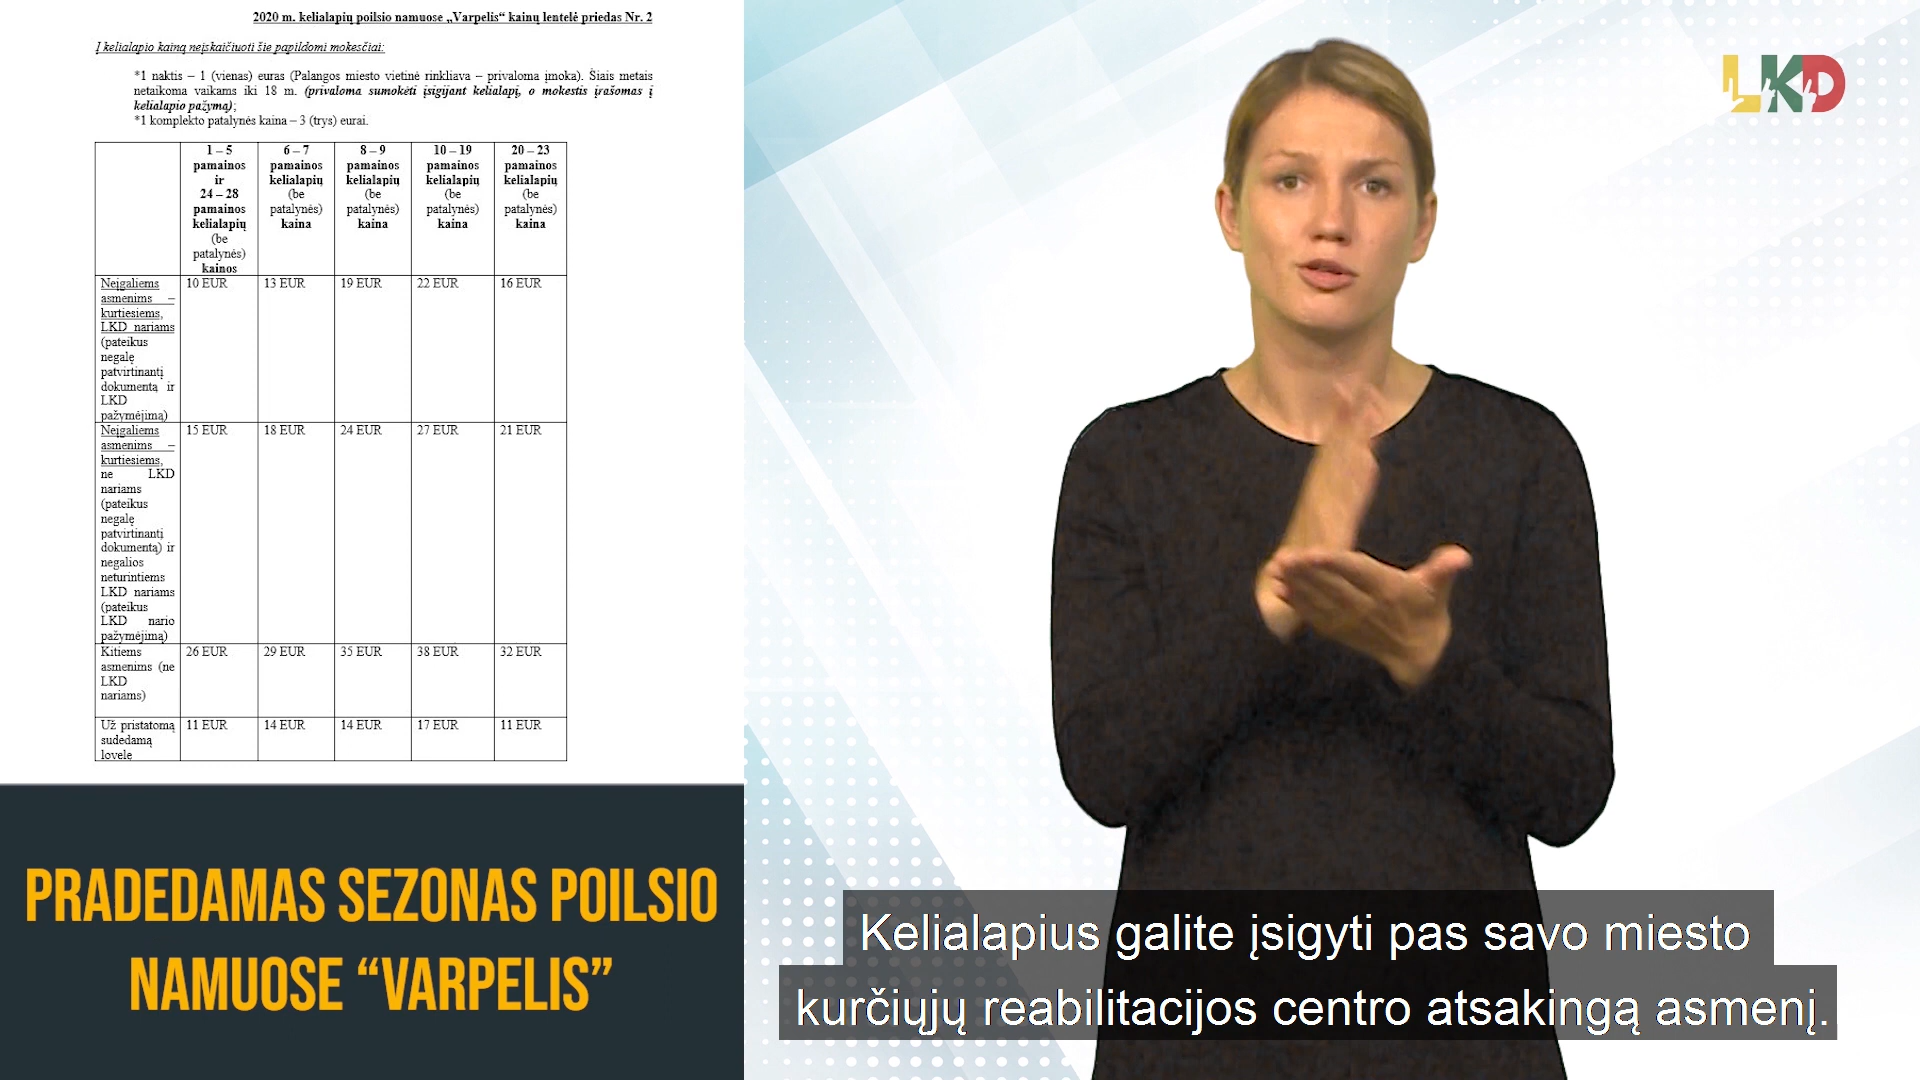 2020 m. kelialapių poilsio namuose „Varpelis“ kainų lentelė priedas Nr. 2
Į kelialapio kainą neįskaičiuoti šie papildomi mokesčiai:
*1 naktis – 1 (vienas) euras (Palangos miesto vietinė rinkliava – privaloma įmoka). Šiais metais
netaikoma vaikams iki 18 m. (privaloma sumokėti įsigijant kelialapį, o mokestis įrašomas į
kelialapio pažymą);
*1 komplekto patalynės kaina – 3 (trys) eurai.
1 – 5
pamainos
ir
24 – 28
pamainos
kelialapių
(be
patalynės)
kainos
6 – 7
pamainos
kelialapių
(be
patalynės)
kaina
8 – 9
pamainos
kelialapių
(be
patalynės)
kaina
10 – 19
pamainos
kelialapių
(be
patalynės)
kaina
20 – 23
pamainos
kelialapių
(be
patalynės)
kaina
Neįgaliems
asmenims –
kurtiesiems,
LKD nariams
(pateikus
negalę
patvirtinantį
dokumentą ir
LKD
pažymėjimą)
10 EUR
13 EUR
19 EUR
22 EUR
16 EUR
Neįgaliems
asmenims –
kurtiesiems,
ne LKD
nariams
(pateikus
negalę
patvirtinantį
dokumentą) ir
negalios
neturintiems
LKD nariams
(pateikus
LKD nario
pažymėjimą)
15 EUR
18 EUR
24 EUR
27 EUR
21 EUR
Kitiems
asmenims (ne
LKD
nariams)
26 EUR
29 EUR
35 EUR
38 EUR
32 EUR
Už pristatomą
sudedamą
lovelę
11 EUR
14 EUR
14 EUR
17 EUR
11 EUR
PRADEDAMAS SEZONAS POILSIO
NAMUOSE “VARPELIS”
LKD
Kelialapius galite įsigyti pas savo miesto
kurčiųjų reabilitacijos centro atsakingą asmenį.